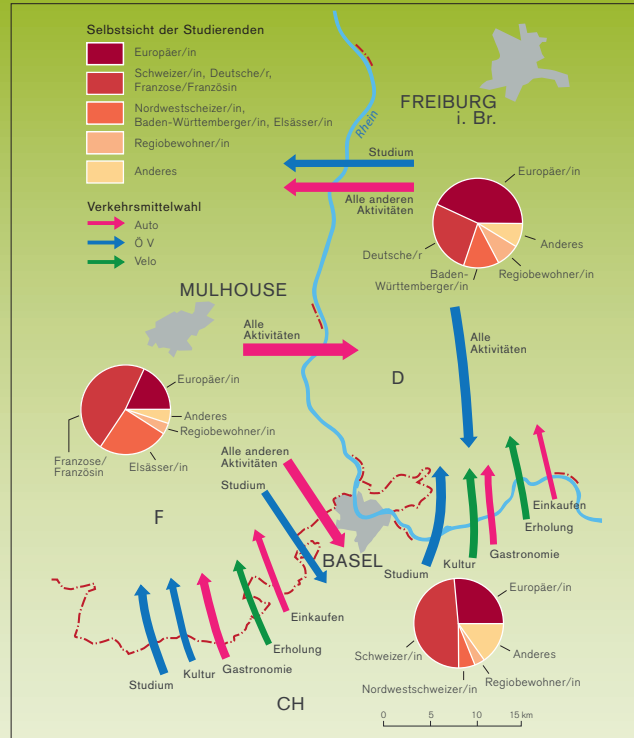 Selbstsicht der Studierenden
Europäer/in
Schweizer/in, Deutsche/r,
Franzose/Französin
Nordwestscheizer/in,
Baden-Württemberger/in, Elsässer/in
Regiobewohner/in
Anderes
Verkehrsmittelwahl
Auto
Ö V
Velo
Rhein
FREIBURG
i. Br.
Studium
Alle anderen
Aktivitäten
Europäer/in
Anderes
Regiobewohner/in
Baden-
Württemberger/in
Deutsche/r
MULHOUSE
Alle
Aktivitäten
Alle
Aktivitäten
D
Europäer/in
Anderes
Regiobewohner/in
Elsässer/in
Franzose/
Französin
Alle anderen
Aktivitäten
Studium
F
BASEL
Einkaufen
Erholung
Gastronomie
Kultur
Studium
Einkaufen
Erholung
Gastronomie
Kultur
Studium
Europäer/in
Anderes
Regiobewohner/in
Nordwestschweizer/in
Schweizer/in
CH
0 5 10 15 km